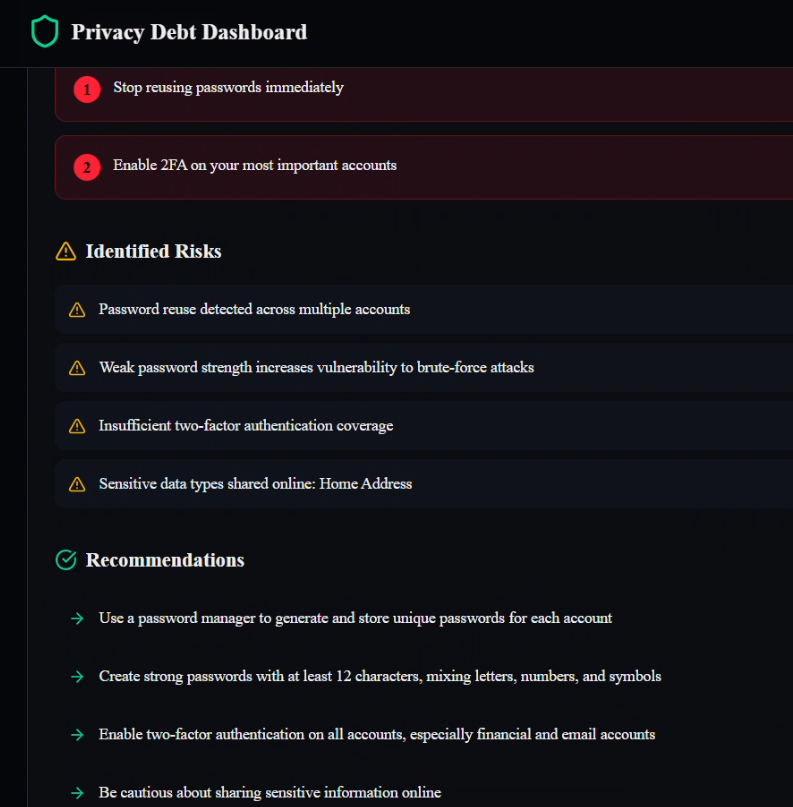 Privacy Debt Dashboard
1 Stop reusing passwords immediately
2 Enable 2FA on your most important accounts
Identified Risks
Password reuse detected across multiple accounts
Weak password strength increases vulnerability to brute-force attacks
Insufficient two-factor authentication coverage
Sensitive data types shared online: Home Address
Recommendations
Use a password manager to generate and store unique passwords for each account
Create strong passwords with at least 12 characters, mixing letters, numbers, and symbols
Enable two-factor authentication on all accounts, especially financial and email accounts
Be cautious about sharing sensitive information online